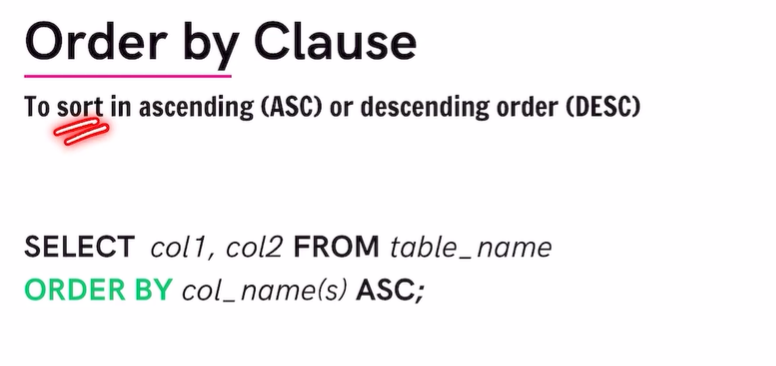 Order by Clause
To sort in ascending (ASC) or descending order (DESC)
SELECT col1, col2 FROM table_name
ORDER BY col_name(s) ASC;